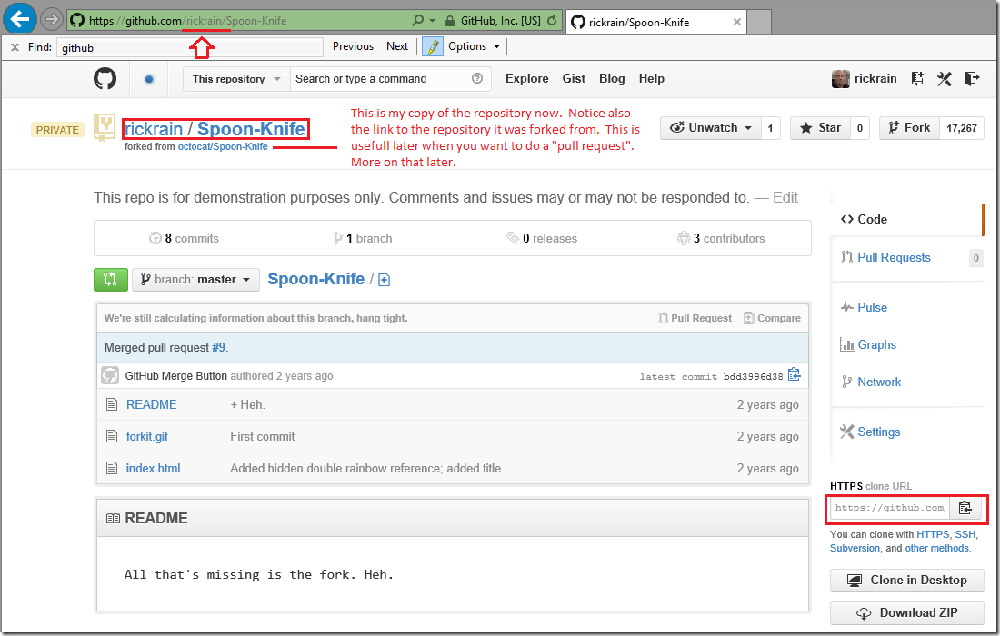 https://github.com/rickrain/Spoon-Knife
GitHub, Inc. [US]
rickrain/Spoon-Knife
Find: github Previous Next Options
This repository Search or type a command Explore Gist Blog Help rickrain
PRIVATE rickrain / Spoon-Knife
forked from octocat/Spoon-Knife
This is my copy of the repository now. Notice also
the link to the repository it was forked from. This is
usefull later when you want to do a "pull request".
More on that later.
Unwatch 1 Star 0 Fork 17,267
This repo is for demonstration purposes only. Comments and issues may or may not be responded to. — Edit
8 commits 1 branch 0 releases 3 contributors
branch: master Spoon-Knife /
We're still calculating information about this branch, hang tight. Pull Request Compare
Merged pull request #9.
GitHub Merge Button authored 2 years ago latest commit bdd3996d38
README + Heh. 2 years ago
forkit.gif First commit 2 years ago
index.html Added hidden double rainbow reference; added title 2 years ago
README
All that's missing is the fork. Heh.
Code
Pull Requests 0
Pulse
Graphs
Network
Settings
HTTPS clone URL
https://github.com
You can clone with HTTPS, SSH,
Subversion, and other methods.
Clone in Desktop
Download ZIP